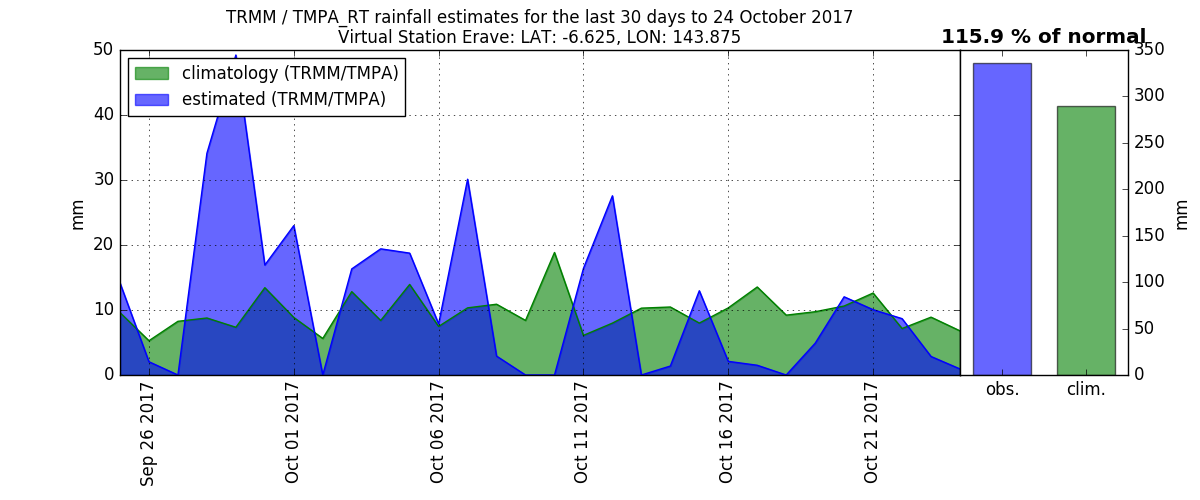 TRMM / TMPA_RT rainfall estimates for the last 30 days to 24 October 2017
Virtual Station Erave: LAT: -6.625, LON: 143.875
115.9 % of normal
climatology (TRMM/TMPA)
estimated (TRMM/TMPA)
50
40
30
20
10
0
mm
Sep 26 2017
Oct 01 2017
Oct 06 2017
Oct 11 2017
Oct 16 2017
Oct 21 2017
obs.
clim.
350
300
250
200
150
100
50
0
mm